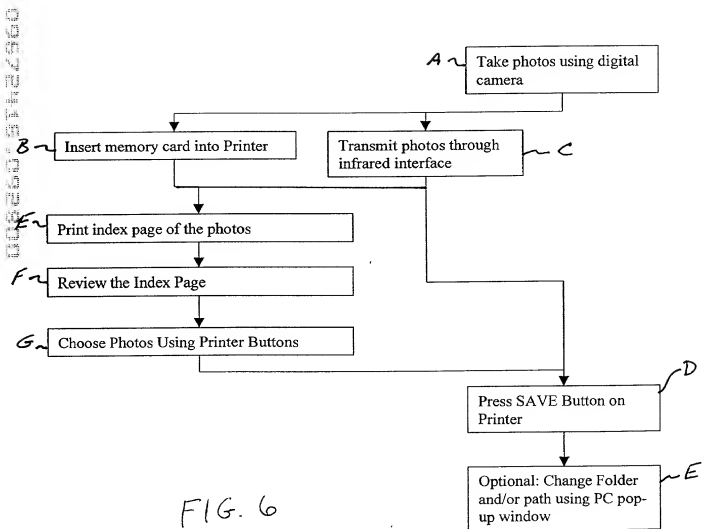 A
Take photos using digital
camera
B
Insert memory card into Printer
Transmit photos through
infrared interface
C
E
Print index page of the photos
F
Review the Index Page
G
Choose Photos Using Printer Buttons
D
Press SAVE Button on
Printer
E
Optional: Change Folder
and/or path using PC pop-
up window
FIG. 6